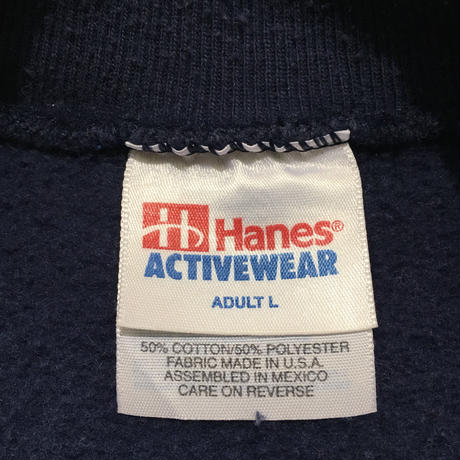 Hanes®
ACTIVEWEAR
ADULT L
50% COTTON/50% POLYESTER
FABRIC MADE IN U.S.A.
ASSEMBLED IN MEXICO
CARE ON REVERSE